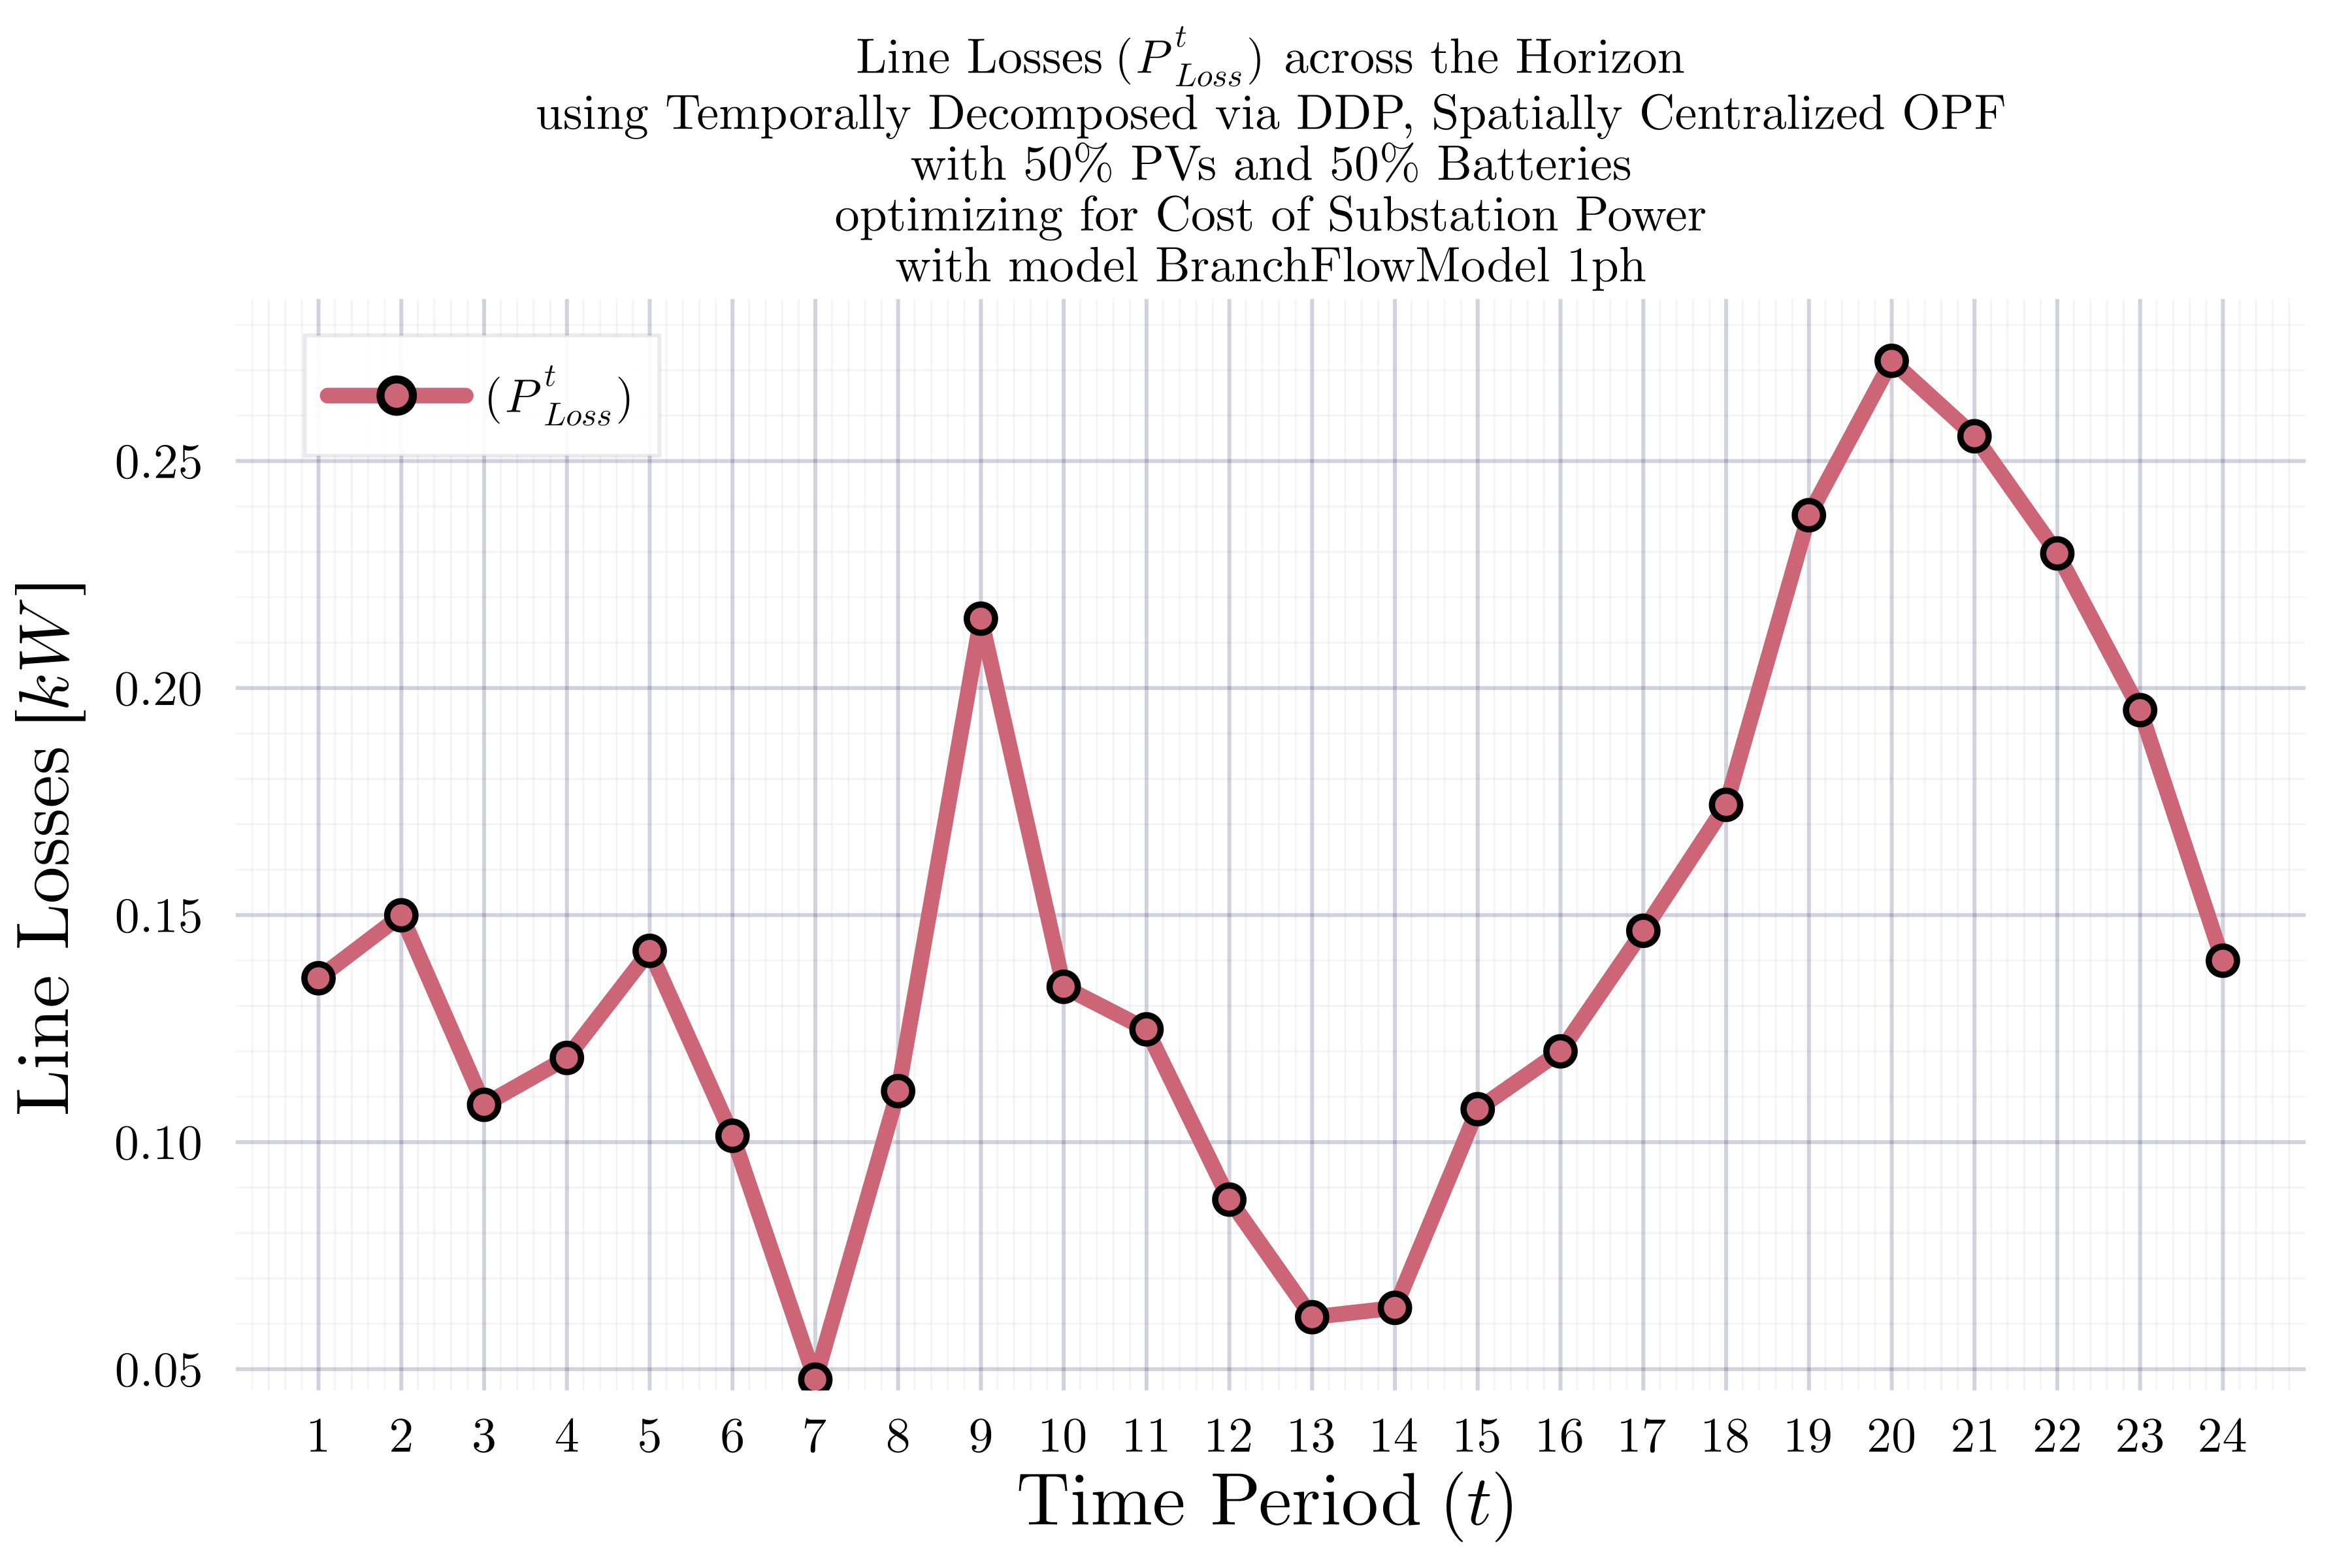 Line Losses (P^t_Loss) across the Horizon
using Temporally Decomposed via DDP, Spatially Centralized OPF
with 50% PVs and 50% Batteries
optimizing for Cost of Substation Power
with model BranchFlowModel 1ph
(P^t_Loss)
Line Losses [kW]
0.25
0.20
0.15
0.10
0.05
1 2 3 4 5 6 7 8 9 10 11 12 13 14 15 16 17 18 19 20 21 22 23 24
Time Period (t)